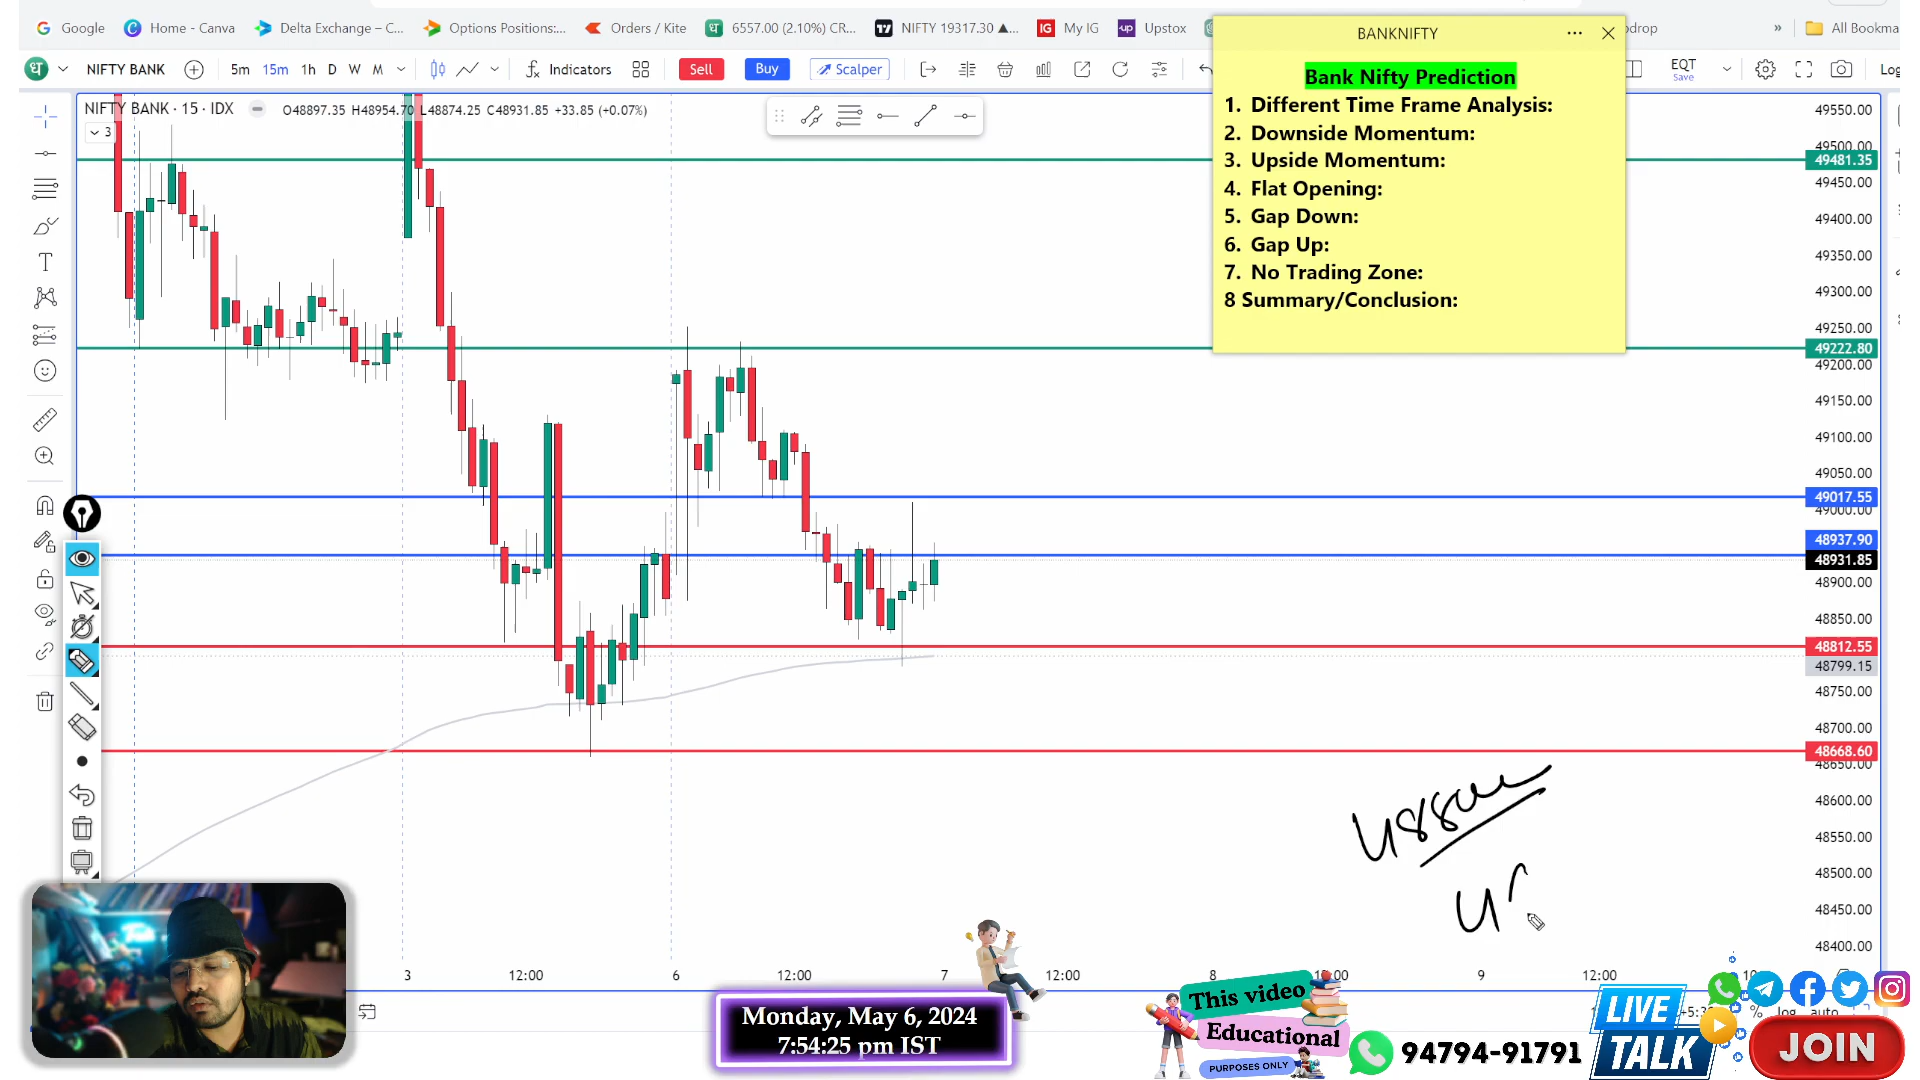 Google
Home - Canva
Delta Exchange – C...
Options Positions:...
Orders / Kite
6557.00 (2.10%) CR...
NIFTY 19317.30 ▲...
My IG
Upstox
drop
»
All Bookma
NIFTY BANK
5m 15m 1h D W M
Indicators
Sell
Buy
Scalper
EQT
Save
Log
NIFTY BANK · 15 · IDX
O48897.35 H48954.70 L48874.25 C48931.85 +33.85 (+0.07%)
3
BANKNIFTY
Bank Nifty Prediction
1. Different Time Frame Analysis:
2. Downside Momentum:
3. Upside Momentum:
4. Flat Opening:
5. Gap Down:
6. Gap Up:
7. No Trading Zone:
8 Summary/Conclusion:
49550.00
49500.00
49481.35
49450.00
49400.00
49350.00
49300.00
49250.00
49222.80
49200.00
49150.00
49100.00
49050.00
49017.55
49000.00
48937.90
48931.85
48900.00
48850.00
48812.55
48799.15
48750.00
48700.00
48668.60
48650.00
48600.00
48550.00
48500.00
48450.00
48400.00
3 12:00 6 12:00 7 12:00 8 9 12:00
% log auto
Monday, May 6, 2024
7:54:25 pm IST
This video
Educational
PURPOSES ONLY
94794-91791
LIVE
TALK
JOIN